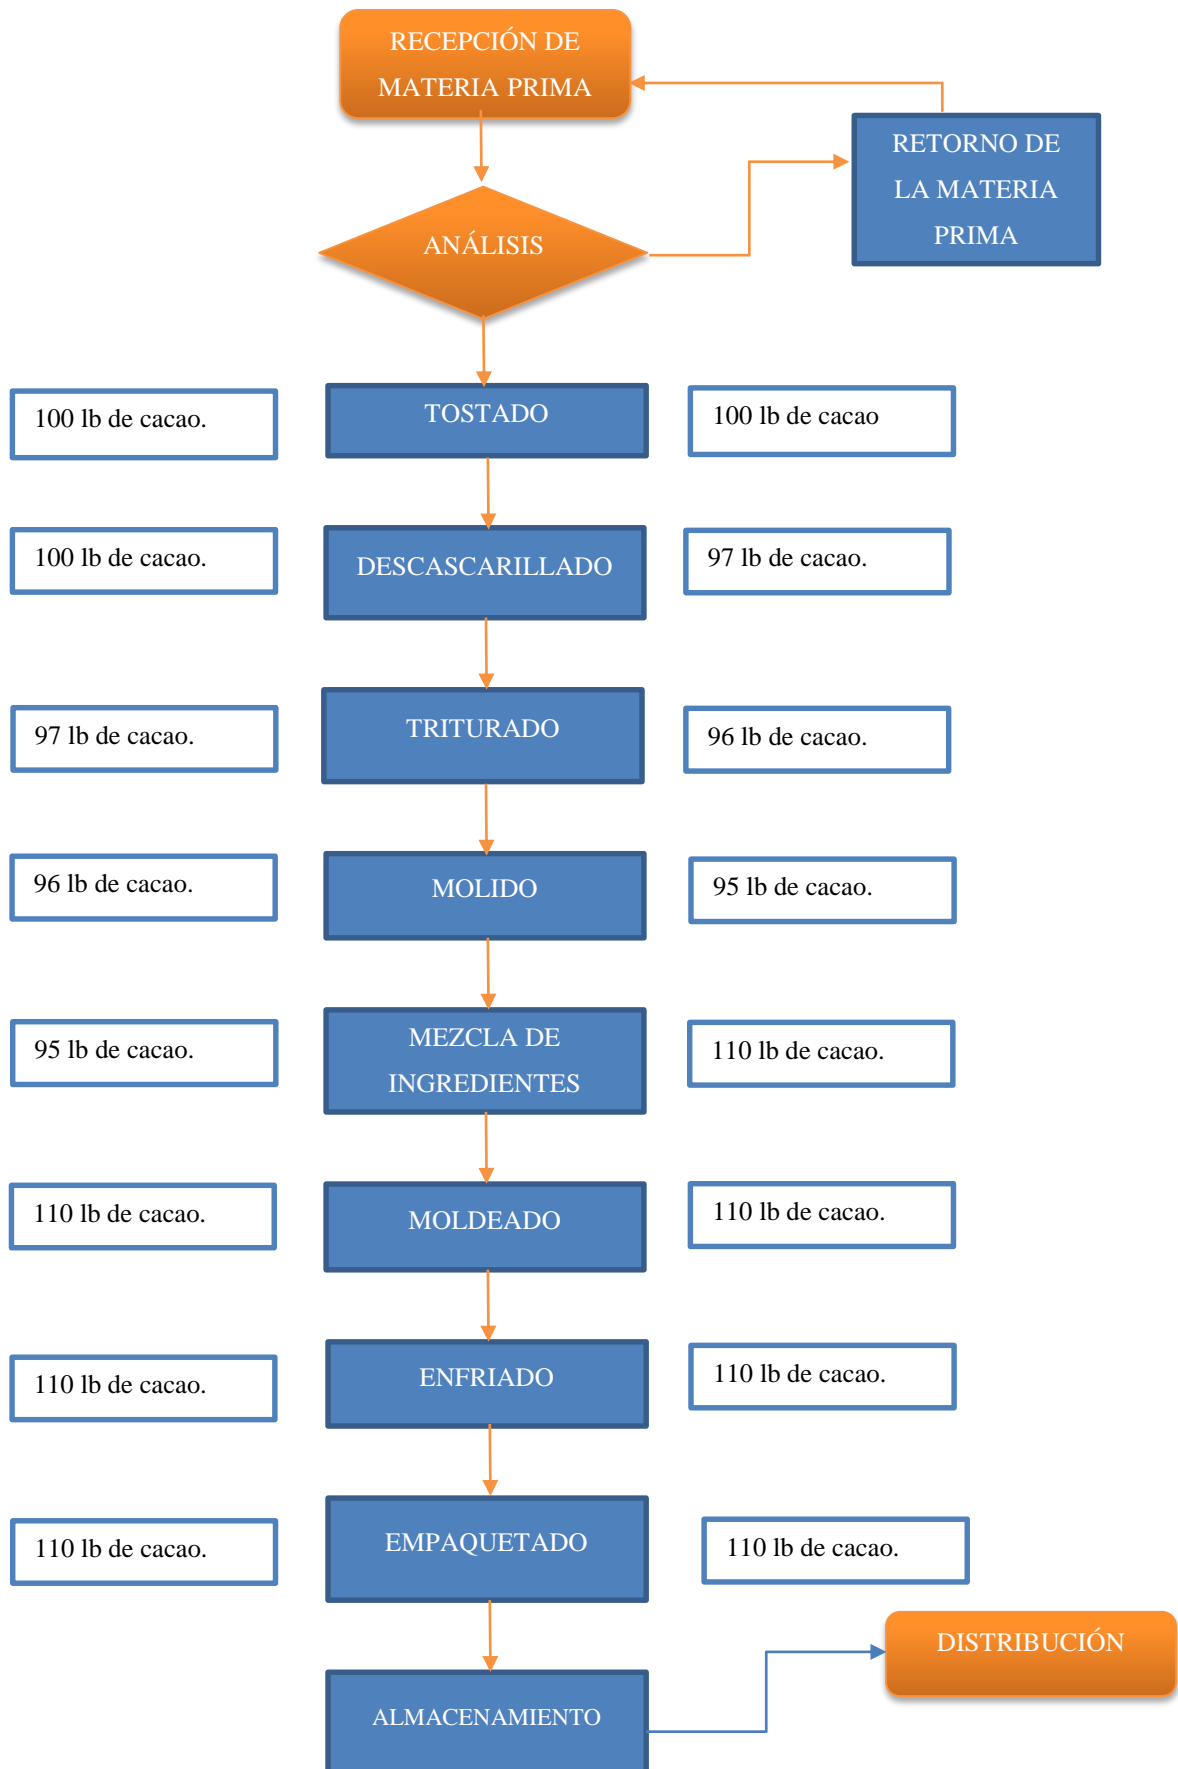 RECEPCIÓN DE
MATERIA PRIMA
RETORNO DE
LA MATERIA
PRIMA
ANÁLISIS
100 lb de cacao.
TOSTADO
100 lb de cacao
100 lb de cacao.
DESCASCARILLADO
97 lb de cacao.
97 lb de cacao.
TRITURADO
96 lb de cacao.
96 lb de cacao.
MOLIDO
95 lb de cacao.
95 lb de cacao.
MEZCLA DE
INGREDIENTES
110 lb de cacao.
110 lb de cacao.
MOLDEADO
110 lb de cacao.
110 lb de cacao.
ENFRIADO
110 lb de cacao.
110 lb de cacao.
EMPAQUETADO
110 lb de cacao.
DISTRIBUCIÓN
ALMACENAMIENTO